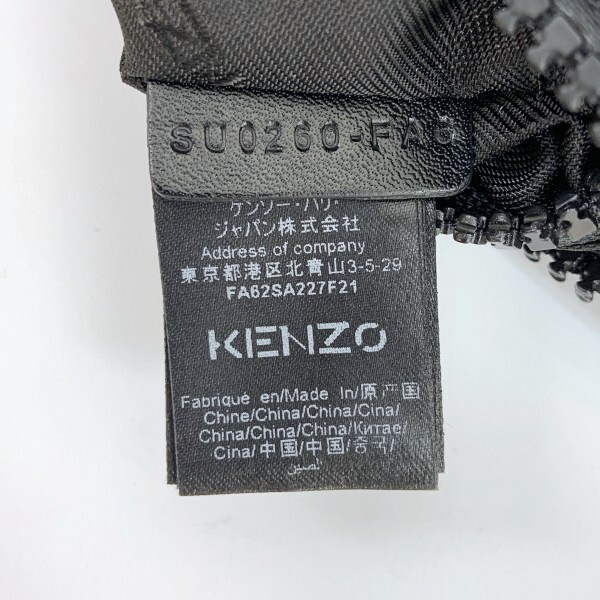 SU0260-FA6
ケンゾー・パリ・
ジャパン株式会社
Address of company
東京都港区北青山3-5-29
FA62SA227F21
KENZO
Fabriqué en/Made In/原产国
Chine/China/China/Cina/
China/China/China/Китае/
Cina/中国/中国/중국/
الصين